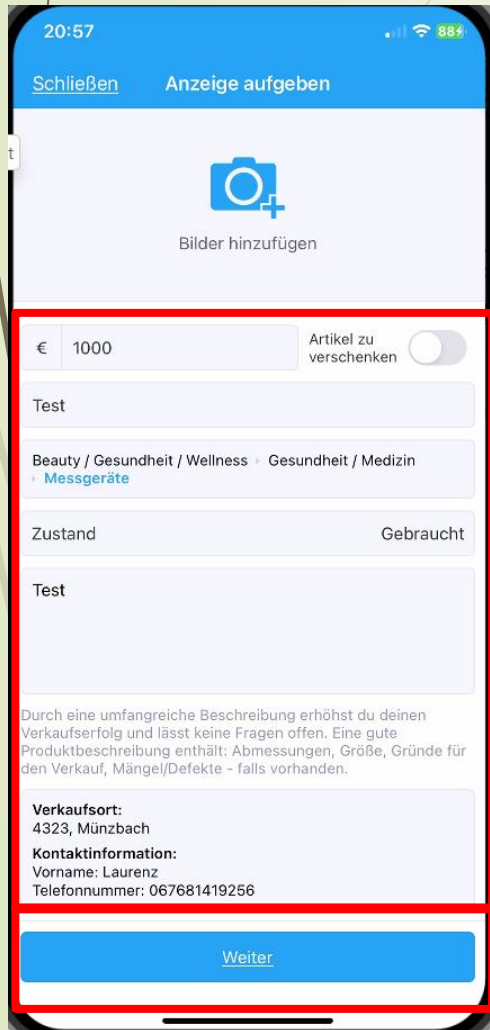 20:57
88
Schließen Anzeige aufgeben
t
Bilder hinzufügen
€ 1000
Artikel zu
verschenken
Test
Beauty / Gesundheit / Wellness › Gesundheit / Medizin
› Messgeräte
Zustand Gebraucht
Test
Durch eine umfangreiche Beschreibung erhöhst du deinen
Verkaufserfolg und lässt keine Fragen offen. Eine gute
Produktbeschreibung enthält: Abmessungen, Größe, Gründe für
den Verkauf, Mängel/Defekte - falls vorhanden.
Verkaufsort:
4323, Münzbach
Kontaktinformation:
Vorname: Laurenz
Telefonnummer: 067681419256
Weiter